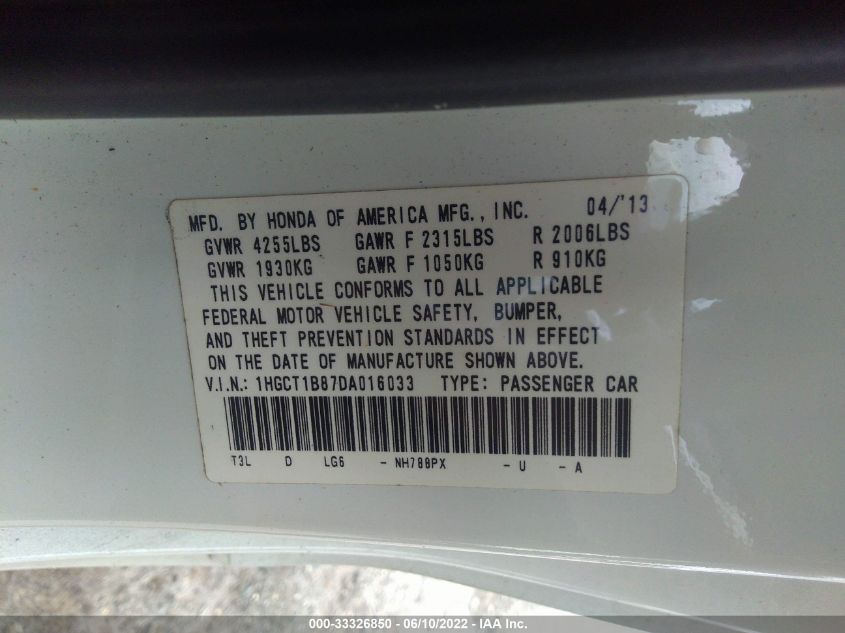 MFD. BY HONDA OF AMERICA MFG., INC. 04/'13
GVWR 4255LBS GAWR F 2315LBS R 2006LBS
GVWR 1930KG GAWR F 1050KG R 910KG
THIS VEHICLE CONFORMS TO ALL APPLICABLE
FEDERAL MOTOR VEHICLE SAFETY, BUMPER,
AND THEFT PREVENTION STANDARDS IN EFFECT
ON THE DATE OF MANUFACTURE SHOWN ABOVE.
V.I.N.: 1HGCT1B87DA016033 TYPE: PASSENGER CAR
T3L D LG6 - NH788PX - U - A
000-33326850 - 06/10/2022 - IAA Inc.